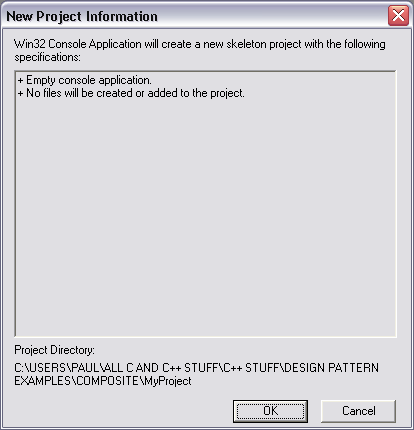 New Project Information
Win32 Console Application will create a new skeleton project with the following
specifications:
+ Empty console application.
+ No files will be created or added to the project.
Project Directory:
C:\USERS\PAUL\ALL C AND C++ STUFF\C++ STUFF\DESIGN PATTERN
EXAMPLES\COMPOSITE\MyProject
OK
Cancel